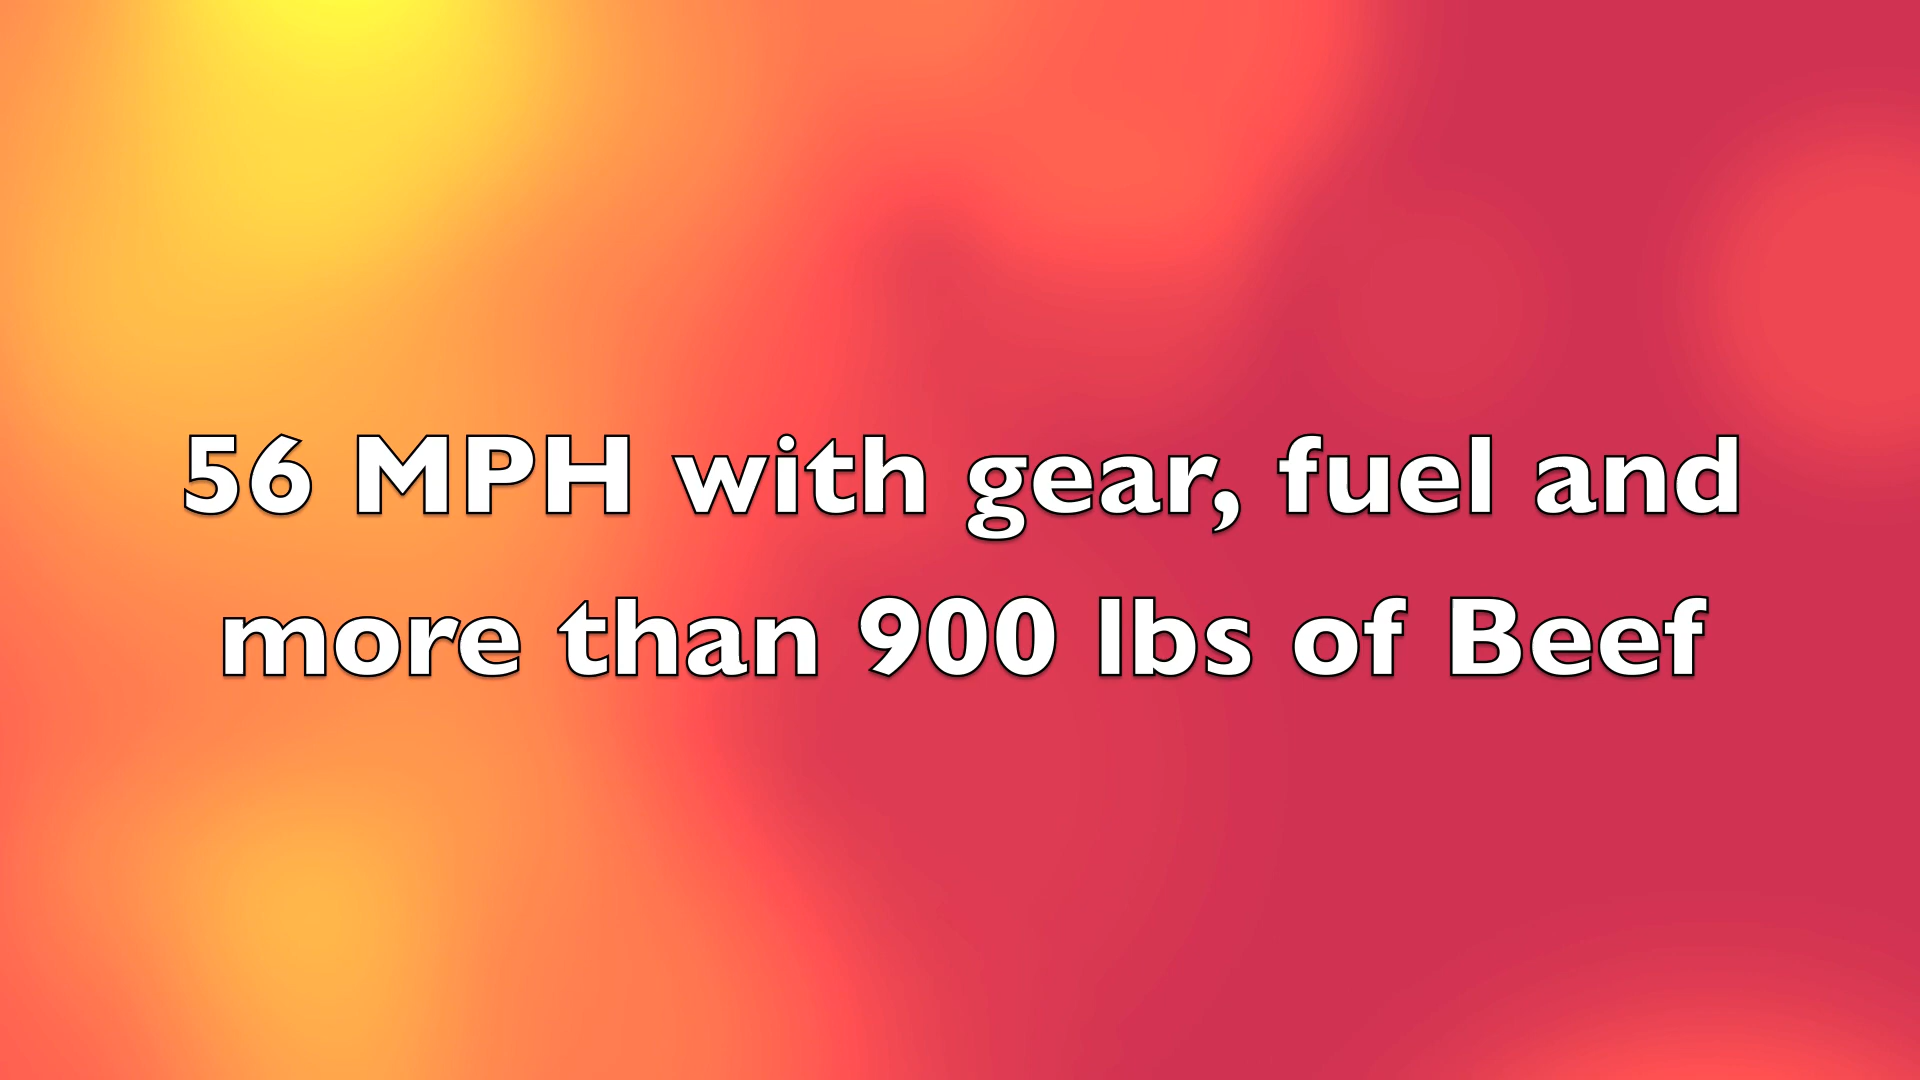 56 MPH with gear, fuel and
more than 900 lbs of Beef